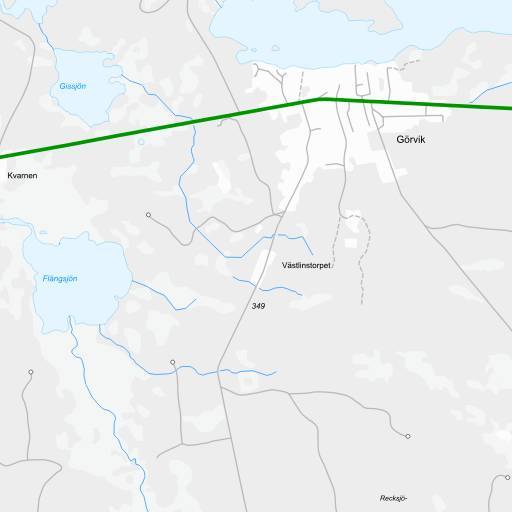 Gissjön
Görvik
Kvarnen
Västlinstorpet
Flängsjön
349
Recksjö-